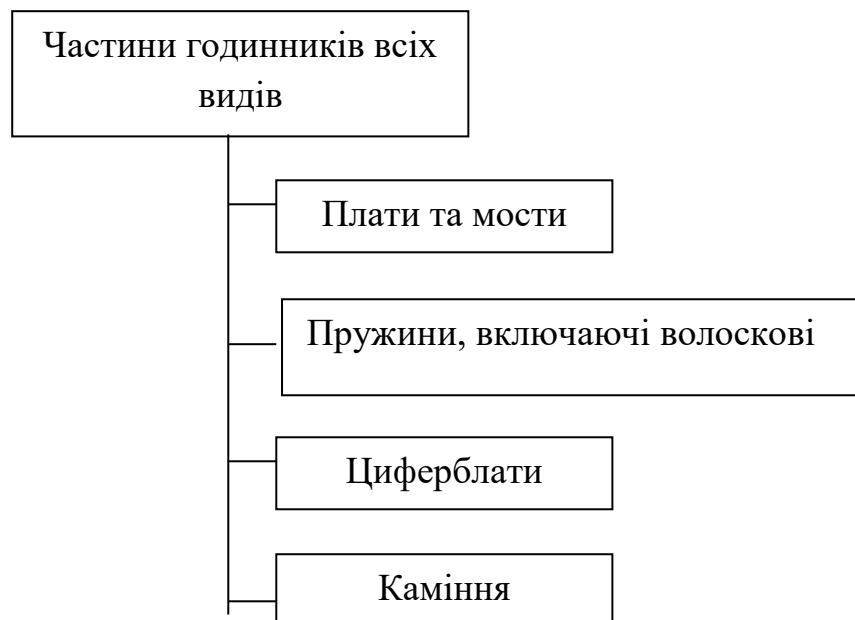 Частини годинників всіх
видів
Плати та мости
Пружини, включаючі волоскові
Циферблати
Каміння